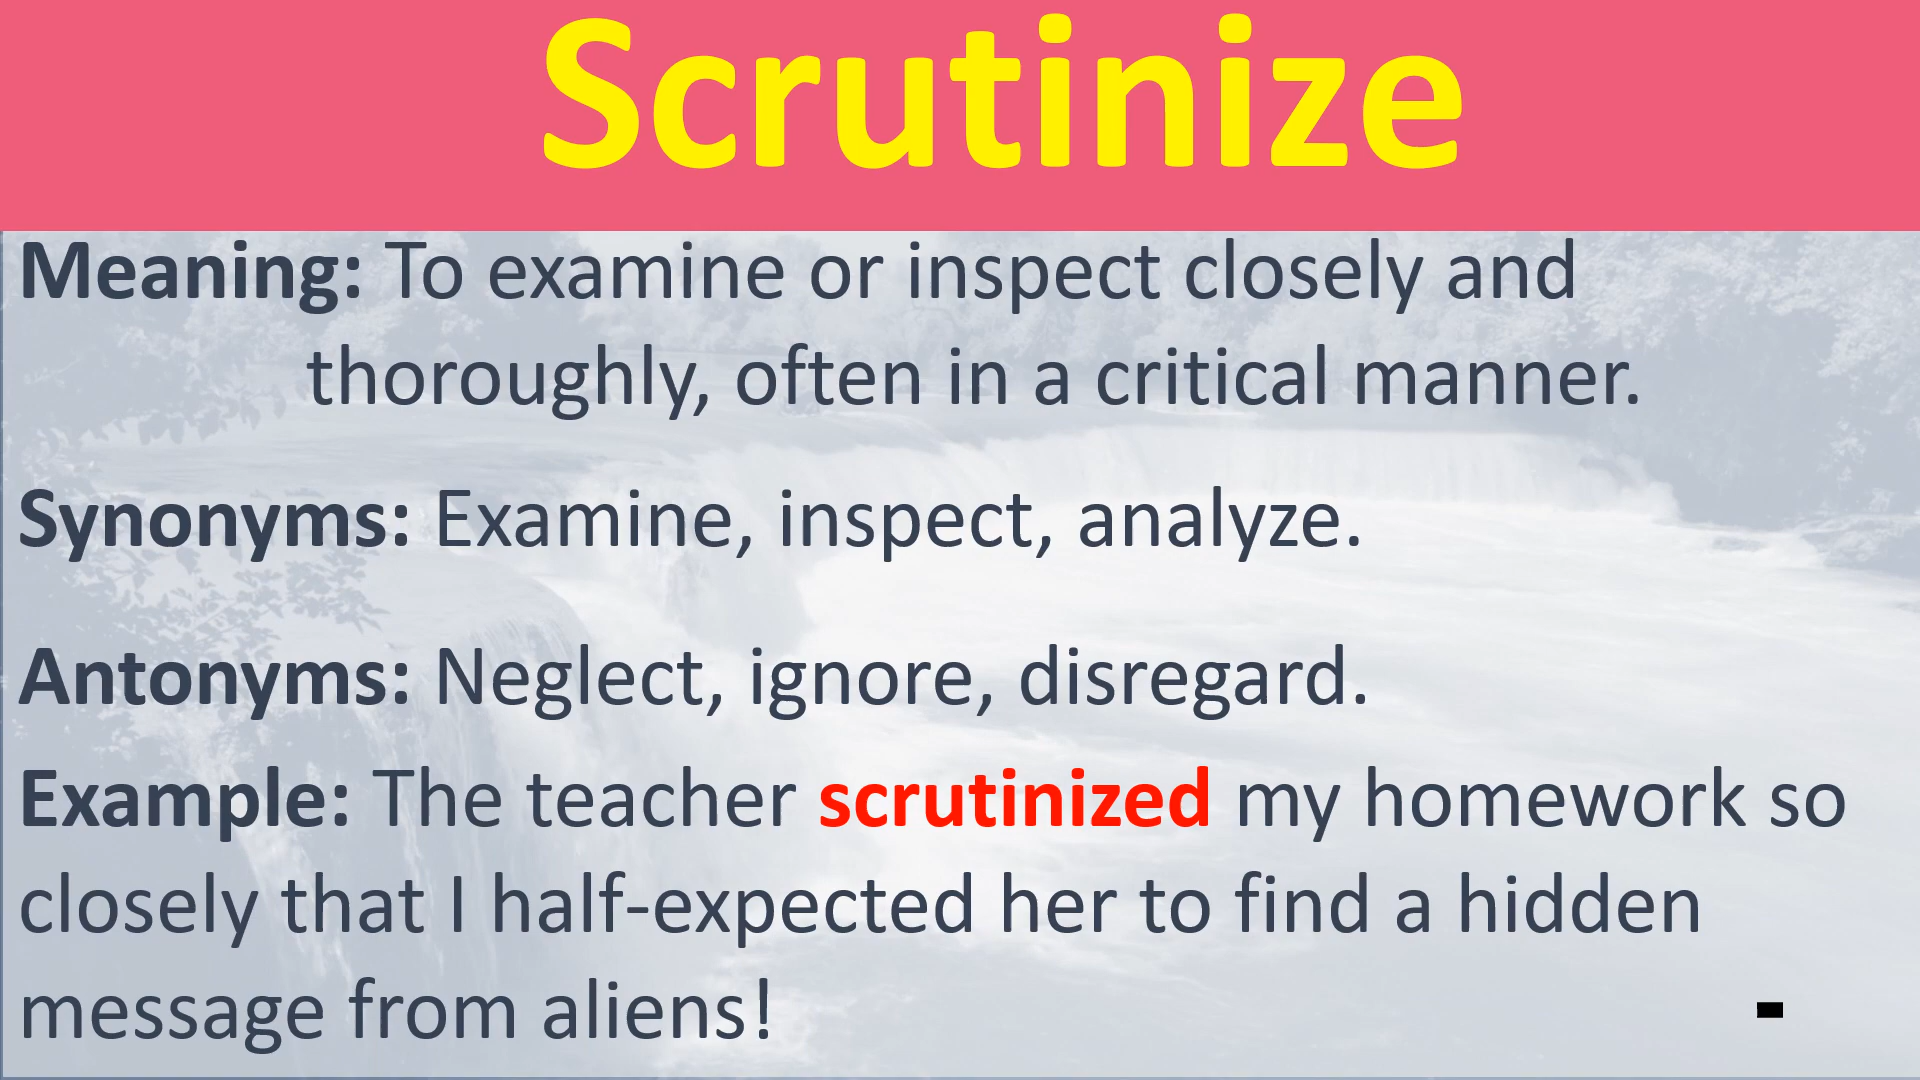 Scrutinize
Meaning: To examine or inspect closely and
thoroughly, often in a critical manner.
Synonyms: Examine, inspect, analyze.
Antonyms: Neglect, ignore, disregard.
Example: The teacher scrutinized my homework so
closely that I half-expected her to find a hidden
message from aliens!
-